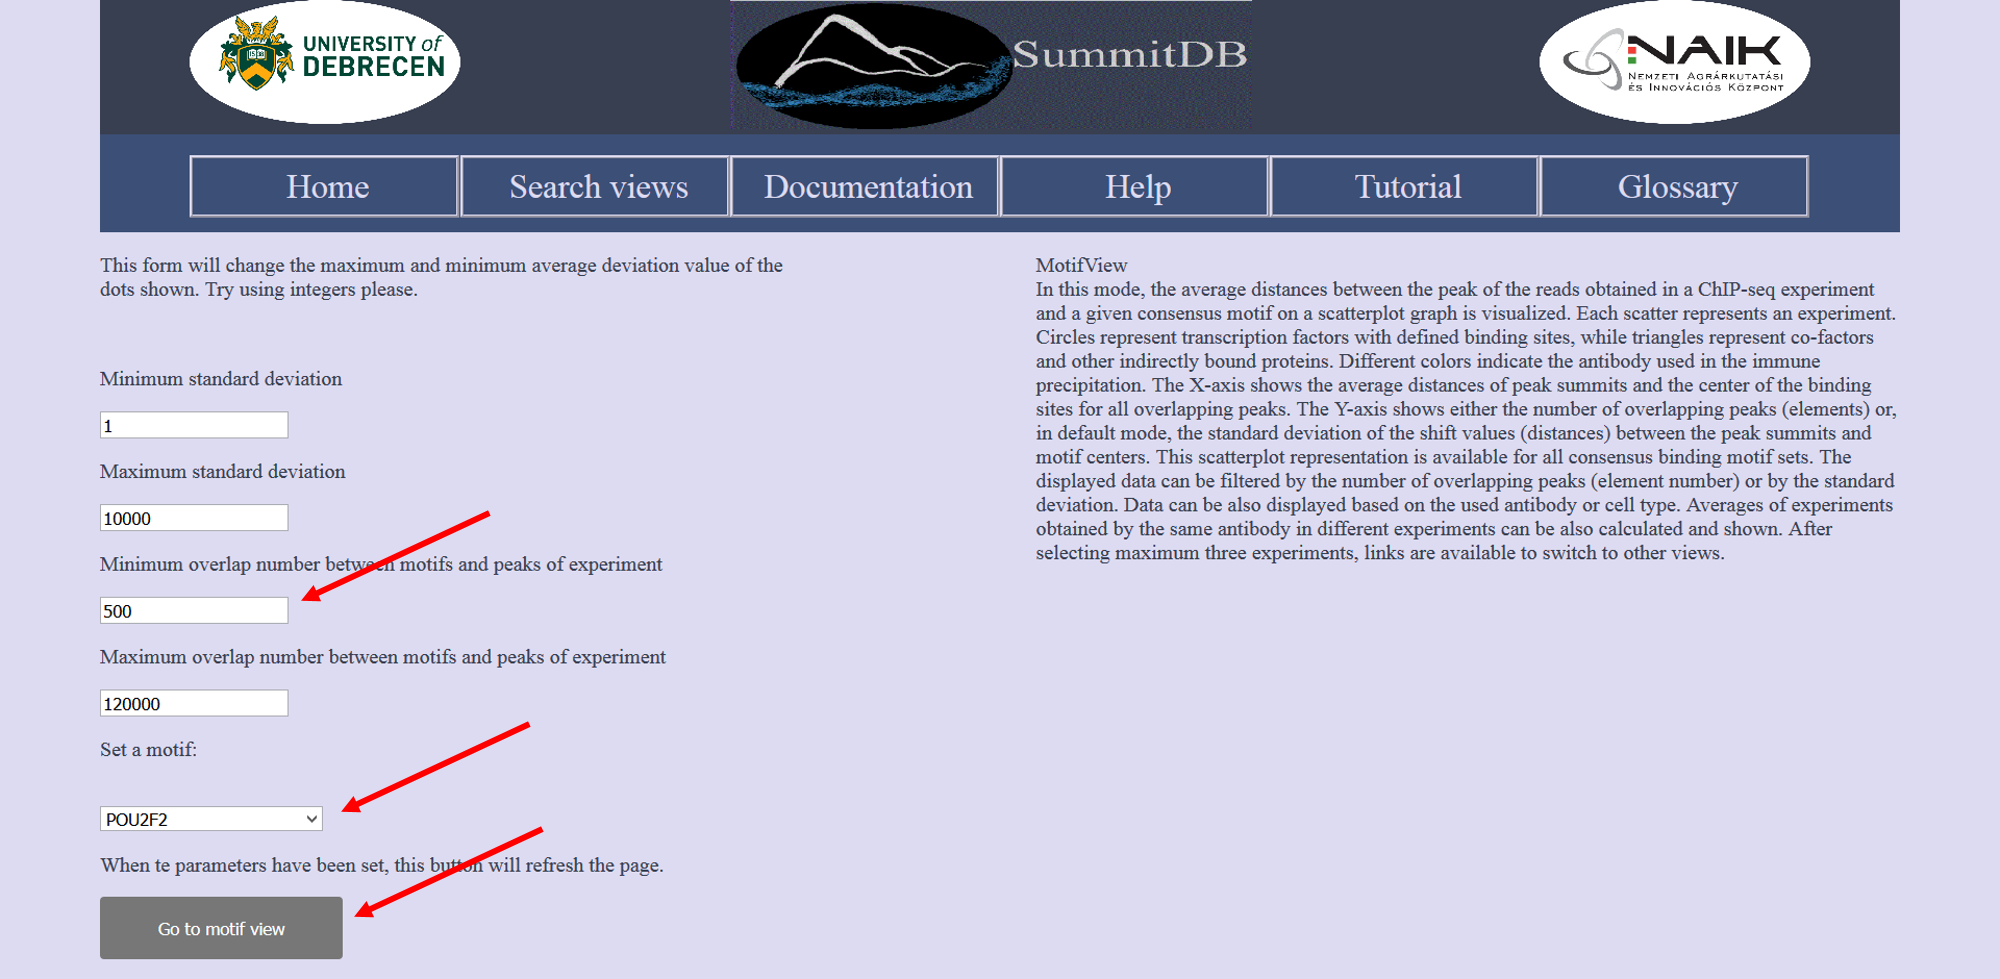 UNIVERSITY of
DEBRECEN
SummitDB
NAIK
NEMZETI AGRÁRKUTATÁSI
ÉS INNOVÁCIÓS KÖZPONT
Home
Search views
Documentation
Help
Tutorial
Glossary
This form will change the maximum and minimum average deviation value of the
dots shown. Try using integers please.
Minimum standard deviation
1
Maximum standard deviation
10000
Minimum overlap number between motifs and peaks of experiment
500
Maximum overlap number between motifs and peaks of experiment
120000
Set a motif:
POU2F2
When te parameters have been set, this button will refresh the page.
Go to motif view
MotifView
In this mode, the average distances between the peak of the reads obtained in a ChIP-seq experiment
and a given consensus motif on a scatterplot graph is visualized. Each scatter represents an experiment.
Circles represent transcription factors with defined binding sites, while triangles represent co-factors
and other indirectly bound proteins. Different colors indicate the antibody used in the immune
precipitation. The X-axis shows the average distances of peak summits and the center of the binding
sites for all overlapping peaks. The Y-axis shows either the number of overlapping peaks (elements) or,
in default mode, the standard deviation of the shift values (distances) between the peak summits and
motif centers. This scatterplot representation is available for all consensus binding motif sets. The
displayed data can be filtered by the number of overlapping peaks (element number) or by the standard
deviation. Data can be also displayed based on the used antibody or cell type. Averages of experiments
obtained by the same antibody in different experiments can be also calculated and shown. After
selecting maximum three experiments, links are available to switch to other views.